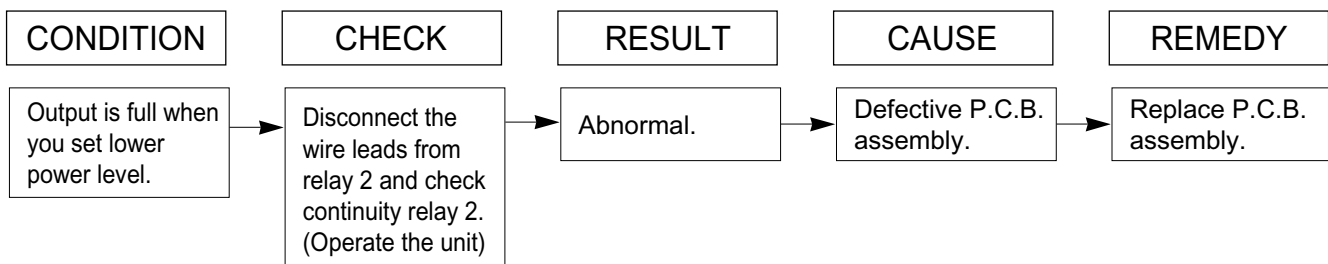 CONDITION
CHECK
RESULT
CAUSE
REMEDY
Output is full when
you set lower
power level.
Disconnect the
wire leads from
relay 2 and check
continuity relay 2.
(Operate the unit)
Abnormal.
Defective P.C.B.
assembly.
Replace P.C.B.
assembly.